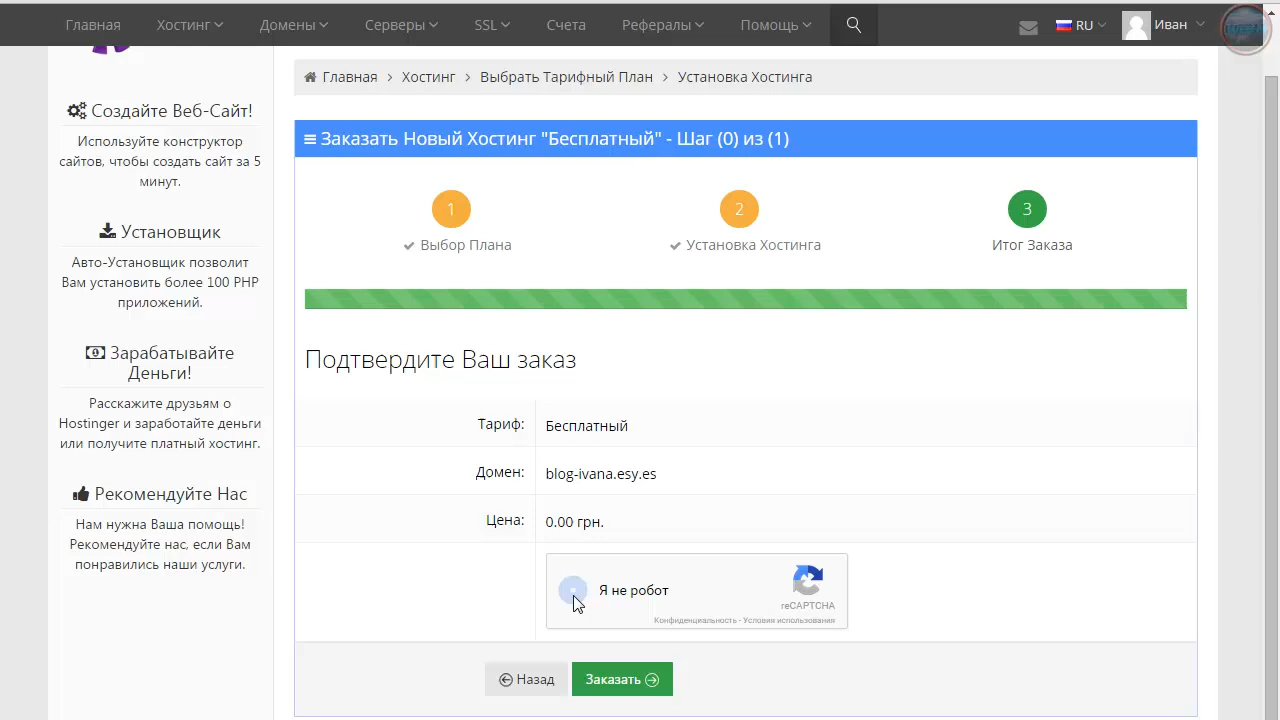 Главная Хостинг Домены Серверы SSL Счета Рефералы Помощь RU Иван
Главная > Хостинг > Выбрать Тарифный План > Установка Хостинга
Создайте Веб-Сайт!
Используйте конструктор
сайтов, чтобы создать сайт за 5
минут.
Установщик
Авто-Установщик позволит
Вам установить более 100 PHP
приложений.
Зарабатывайте
Деньги!
Расскажите друзьям о
Hostinger и заработайте деньги
или получите платный хостинг.
Рекомендуйте Нас
Нам нужна Ваша помощь!
Рекомендуйте нас, если Вам
понравились наши услуги.
Заказать Новый Хостинг "Бесплатный" - Шаг (0) из (1)
1 2 3
Выбор Плана Установка Хостинга Итог Заказа
Подтвердите Ваш заказ
Тариф: Бесплатный
Домен: blog-ivana.esy.es
Цена: 0.00 грн.
Я не робот
reCAPTCHA
Конфиденциальность - Условия использования
Назад Заказать